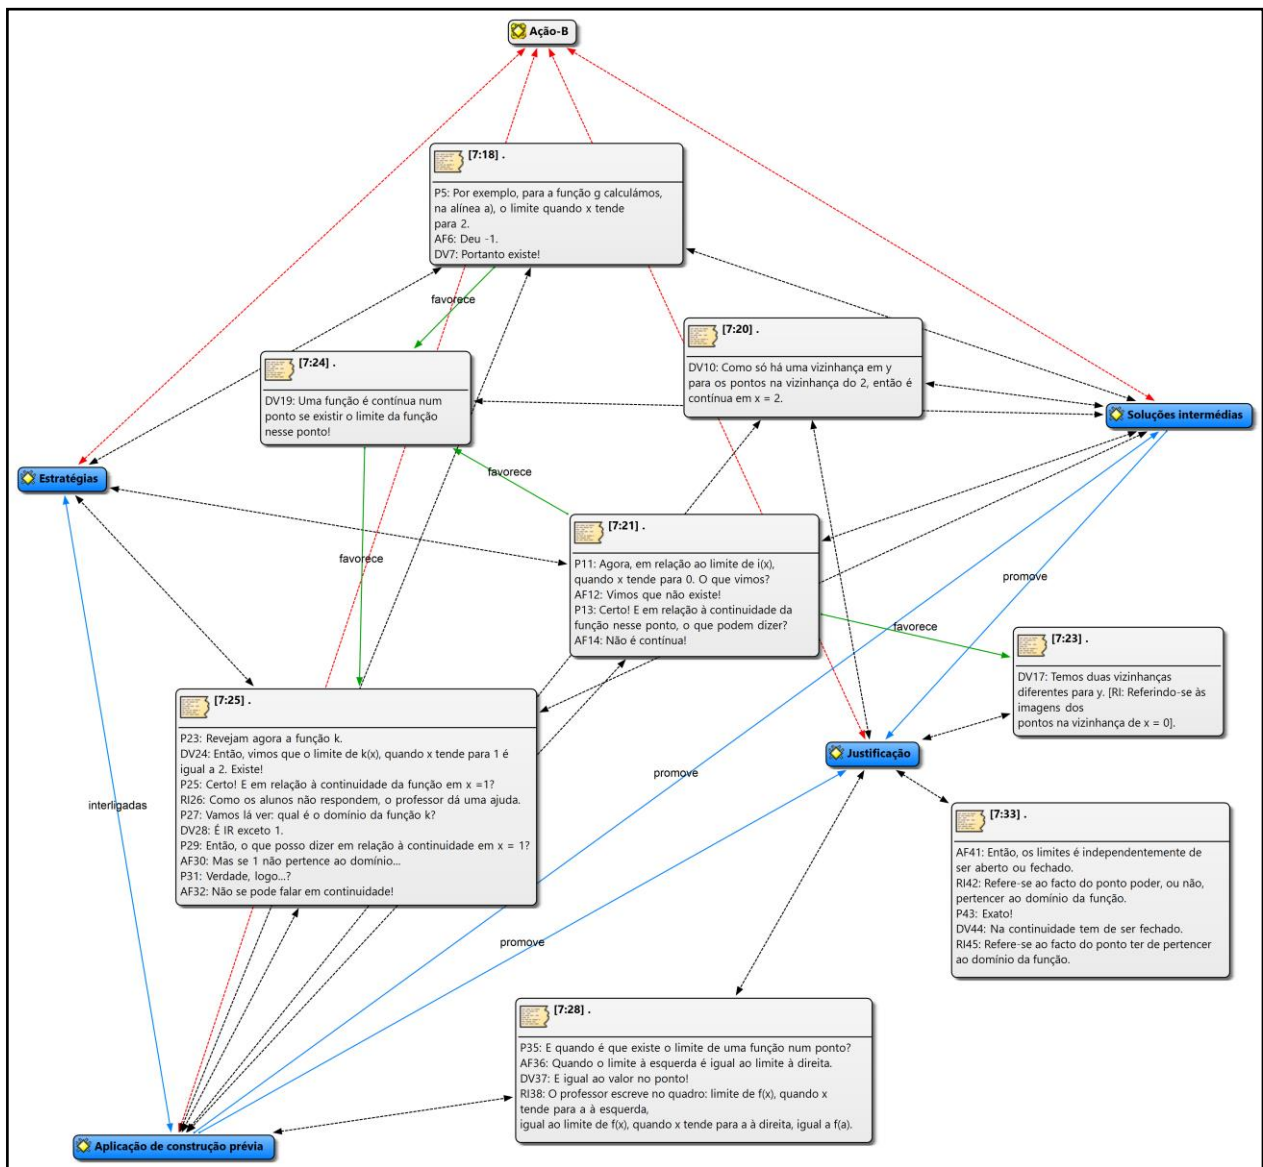 Ação-B
[7:18] .
P5: Por exemplo, para a função g calculámos,
na alínea a), o limite quando x tende
para 2.
AF6: Deu -1.
DV7: Portanto existe!
favorece
[7:20] .
DV10: Como só há uma vizinhança em y
para os pontos na vizinhança do 2, então é
contínua em x = 2.
[7:24] .
DV19: Uma função é contínua num
ponto se existir o limite da função
nesse ponto!
Soluções intermédias
Estratégias
favorece
[7:21] .
P11: Agora, em relação ao limite de i(x),
quando x tende para 0. O que vimos?
AF12: Vimos que não existe!
P13: Certo! E em relação à continuidade da
função nesse ponto, o que podem dizer?
AF14: Não é contínua!
favorece
promove
favorece
[7:23] .
DV17: Temos duas vizinhanças
diferentes para y. [RI: Referindo-se às
imagens dos
pontos na vizinhança de x = 0].
[7:25] .
P23: Revejam agora a função k.
DV24: Então, vimos que o limite de k(x), quando x tende para 1 é
igual a 2. Existe!
P25: Certo! E em relação à continuidade da função em x =1?
RI26: Como os alunos não respondem, o professor dá uma ajuda.
P27: Vamos lá ver: qual é o domínio da função k?
DV28: É IR exceto 1.
P29: Então, o que posso dizer em relação à continuidade em x = 1?
AF30: Mas se 1 não pertence ao domínio...
P31: Verdade, logo...?
AF32: Não se pode falar em continuidade!
Justificação
promove
interligadas
[7:33] .
AF41: Então, os limites é independentemente de
ser aberto ou fechado.
RI42: Refere-se ao facto do ponto poder, ou não,
pertencer ao domínio da função.
P43: Exato!
DV44: Na continuidade tem de ser fechado.
RI45: Refere-se ao facto do ponto ter de pertencer
ao domínio da função.
promove
[7:28] .
P35: E quando é que existe o limite de uma função num ponto?
AF36: Quando o limite à esquerda é igual ao limite à direita.
DV37: E igual ao valor no ponto!
RI38: O professor escreve no quadro: limite de f(x), quando x
tende para a à esquerda,
igual ao limite de f(x), quando x tende para a à direita, igual a f(a).
Aplicação de construção prévia